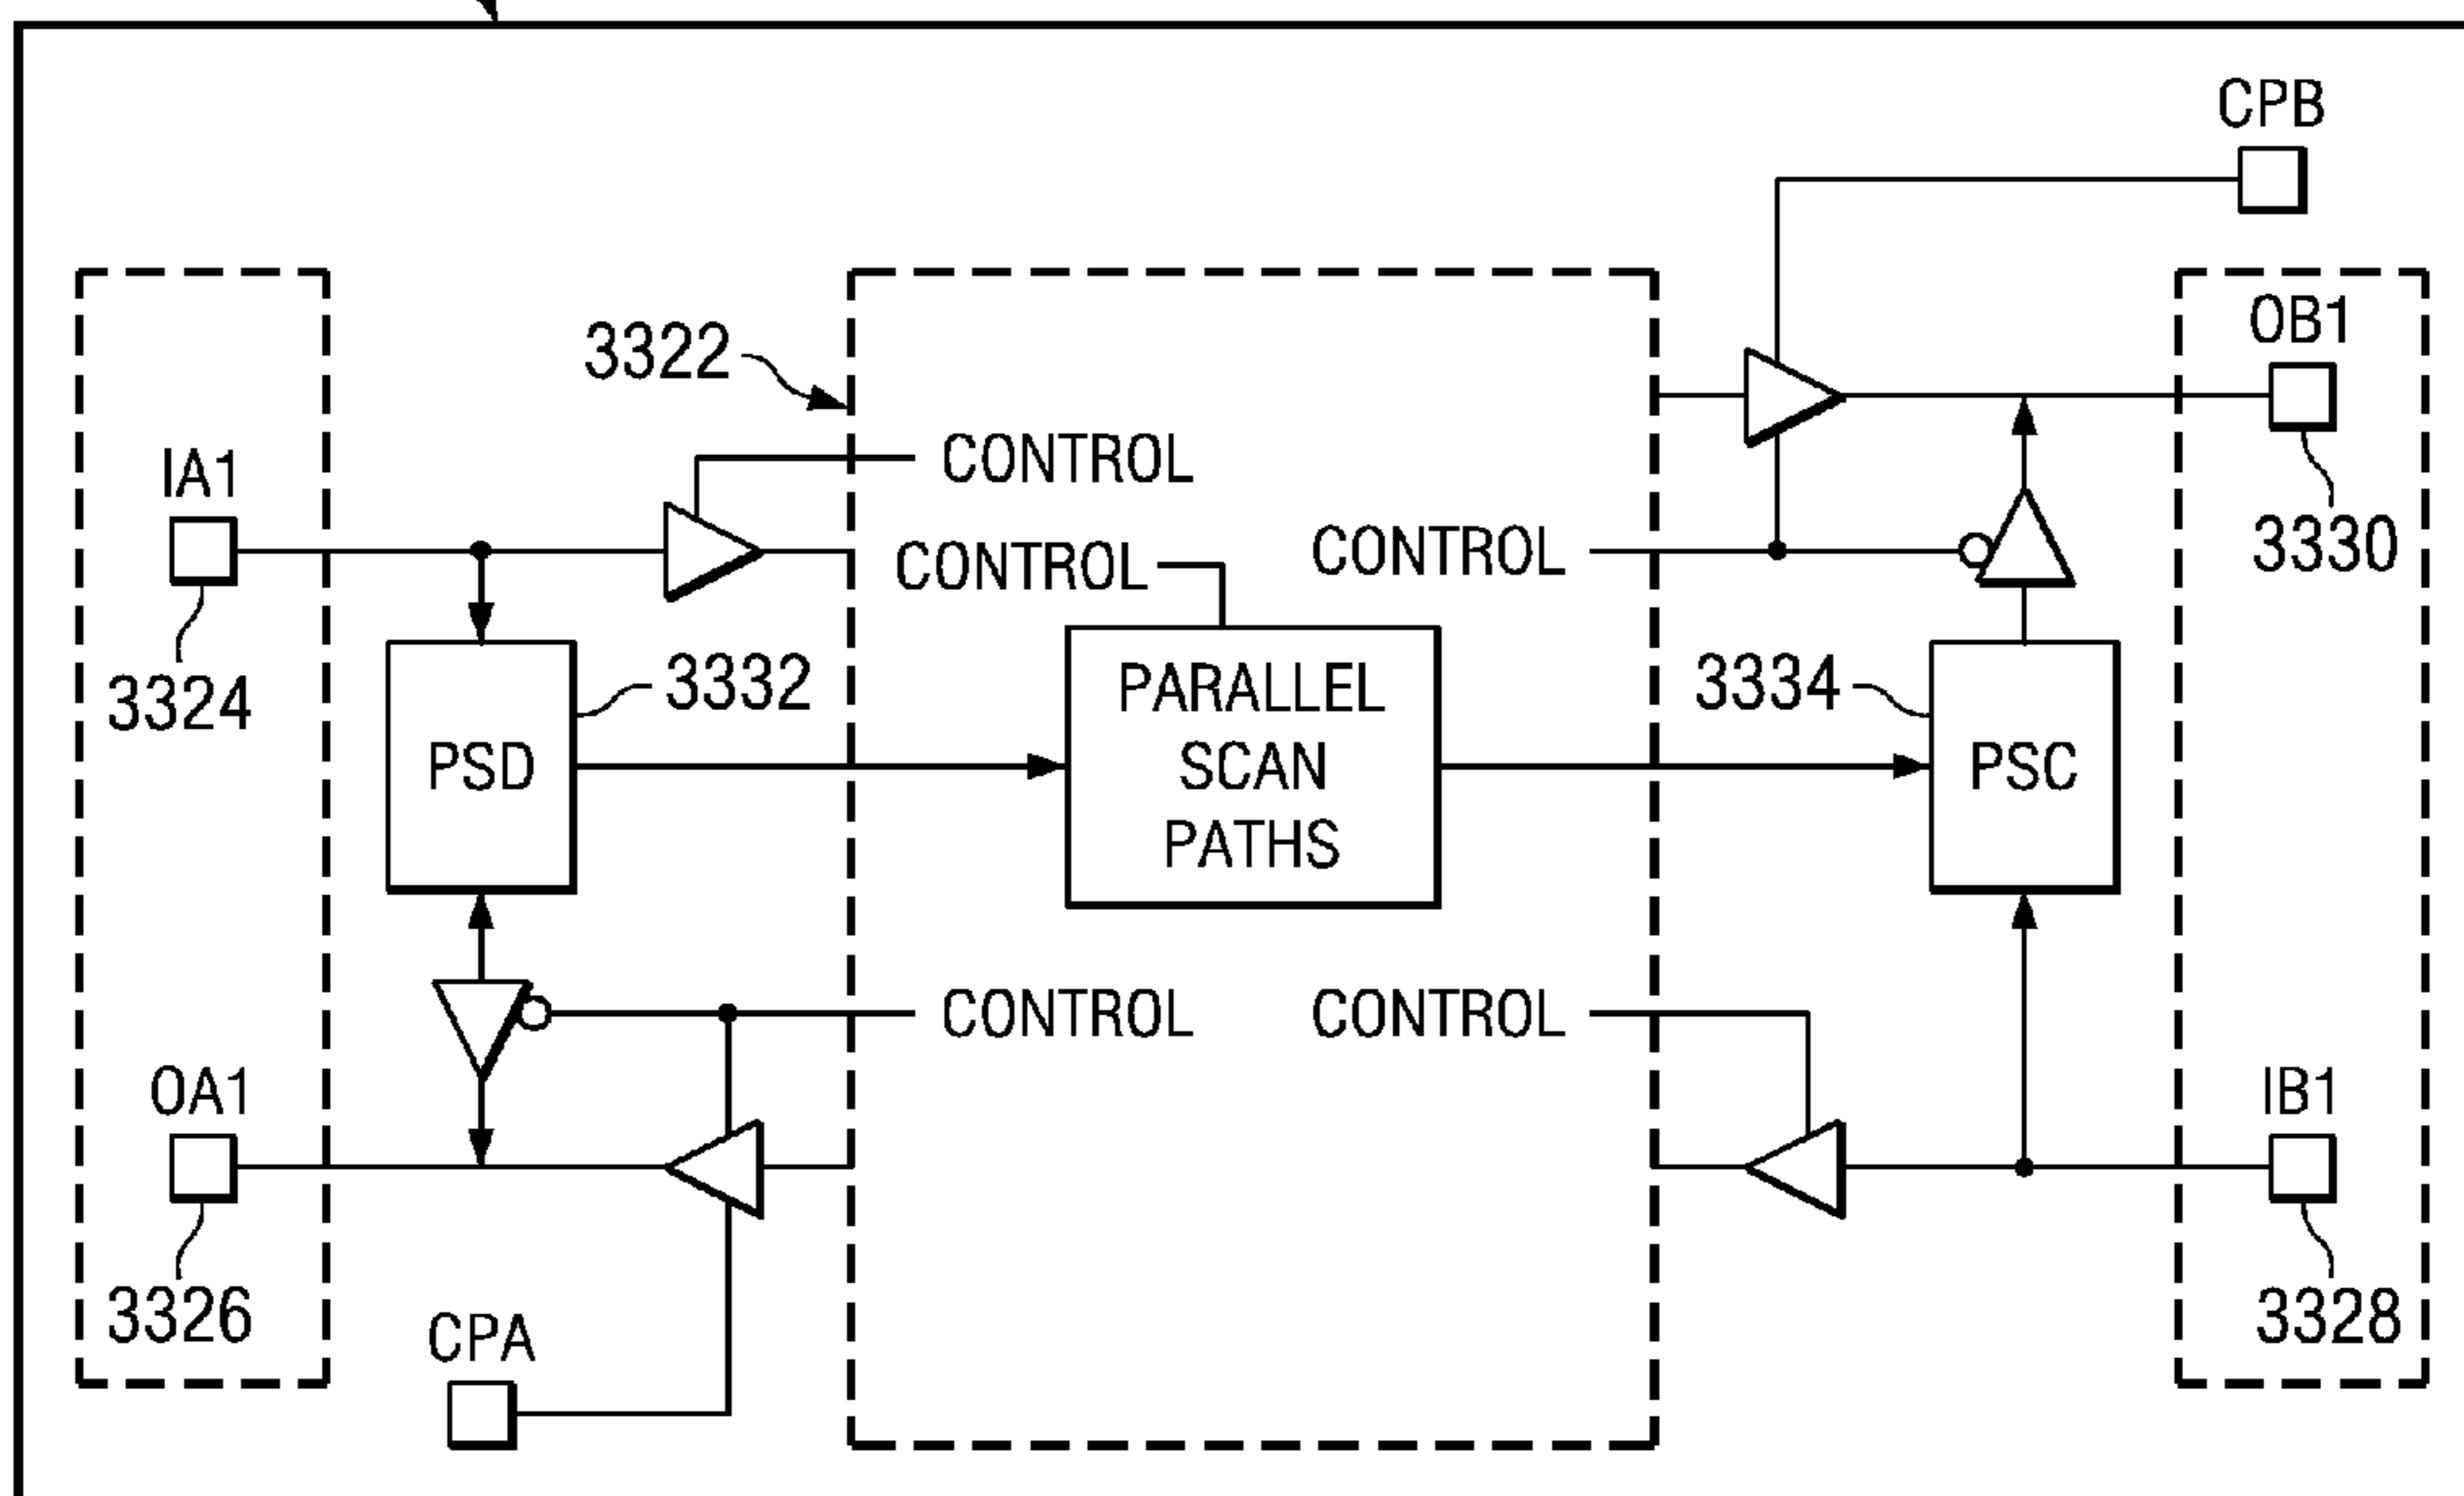 CPB
OB1
3322
CONTROL
IA1
CONTROL
CONTROL
3330
3324
3332
PARALLEL
SCAN
PATHS
3334
PSD
PSC
CONTROL
CONTROL
OA1
IB1
3326
CPA
3328